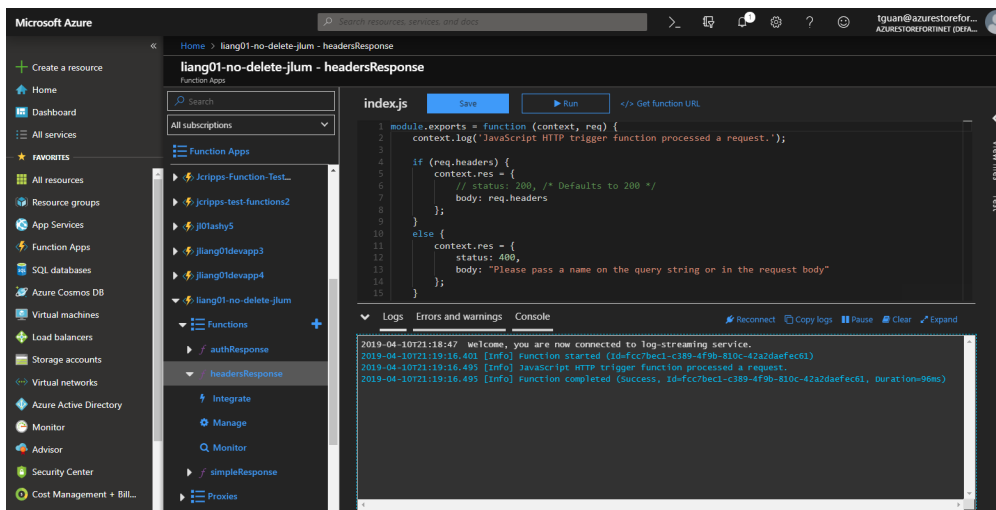 Microsoft Azure
Search resources, services, and docs
>_
1
?
tguan@azurestorefor...
AZURESTOREFORTINET (DEFA...
«
Home > liang01-no-delete-jlum - headersResponse
liang01-no-delete-jlum - headersResponse
Function Apps
Create a resource
Home
Dashboard
All services
FAVORITES
All resources
Resource groups
App Services
Function Apps
SQL databases
Azure Cosmos DB
Virtual machines
Load balancers
Storage accounts
Virtual networks
Azure Active Directory
Monitor
Advisor
Security Center
Cost Management + Bill...
Search
All subscriptions
Function Apps
Jcripps-Function-Test...
jcripps-test-functions2
jl01ashy5
jliang01devapp3
jliang01devapp4
liang01-no-delete-jlum
Functions
+
f authResponse
headersResponse
Integrate
Manage
Monitor
f simpleResponse
Proxies
index.js
Save
Run
</> Get function URL
1 module.exports = function (context, req) {
2 context.log('JavaScript HTTP trigger function processed a request.');
3
4 if (req.headers) {
5 context.res = {
6 // status: 200, /* Defaults to 200 */
7 body: req.headers
8 };
9 }
10 else {
11 context.res = {
12 status: 400,
13 body: "Please pass a name on the query string or in the request body"
14 };
15 }
Logs Errors and warnings Console
Reconnect Copy logs Pause Clear Expand
2019-04-10T21:18:47 Welcome, you are now connected to log-streaming service.
2019-04-10T21:19:16.401 [Info] Function started (Id=fcc7bec1-c389-4f9b-810c-42a2daefec61)
2019-04-10T21:19:16.495 [Info] JavaScript HTTP trigger function processed a request.
2019-04-10T21:19:16.495 [Info] Function completed (Success, Id=fcc7bec1-c389-4f9b-810c-42a2daefec61, Duration=96ms)